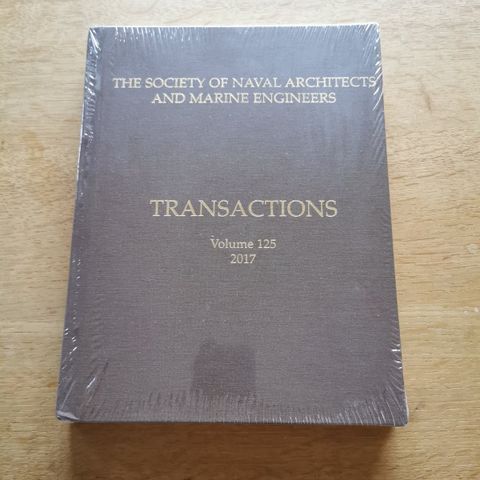 THE SOCIETY OF NAVAL ARCHITECTS
AND MARINE ENGINEERS
TRANSACTIONS
Volume 125
2017